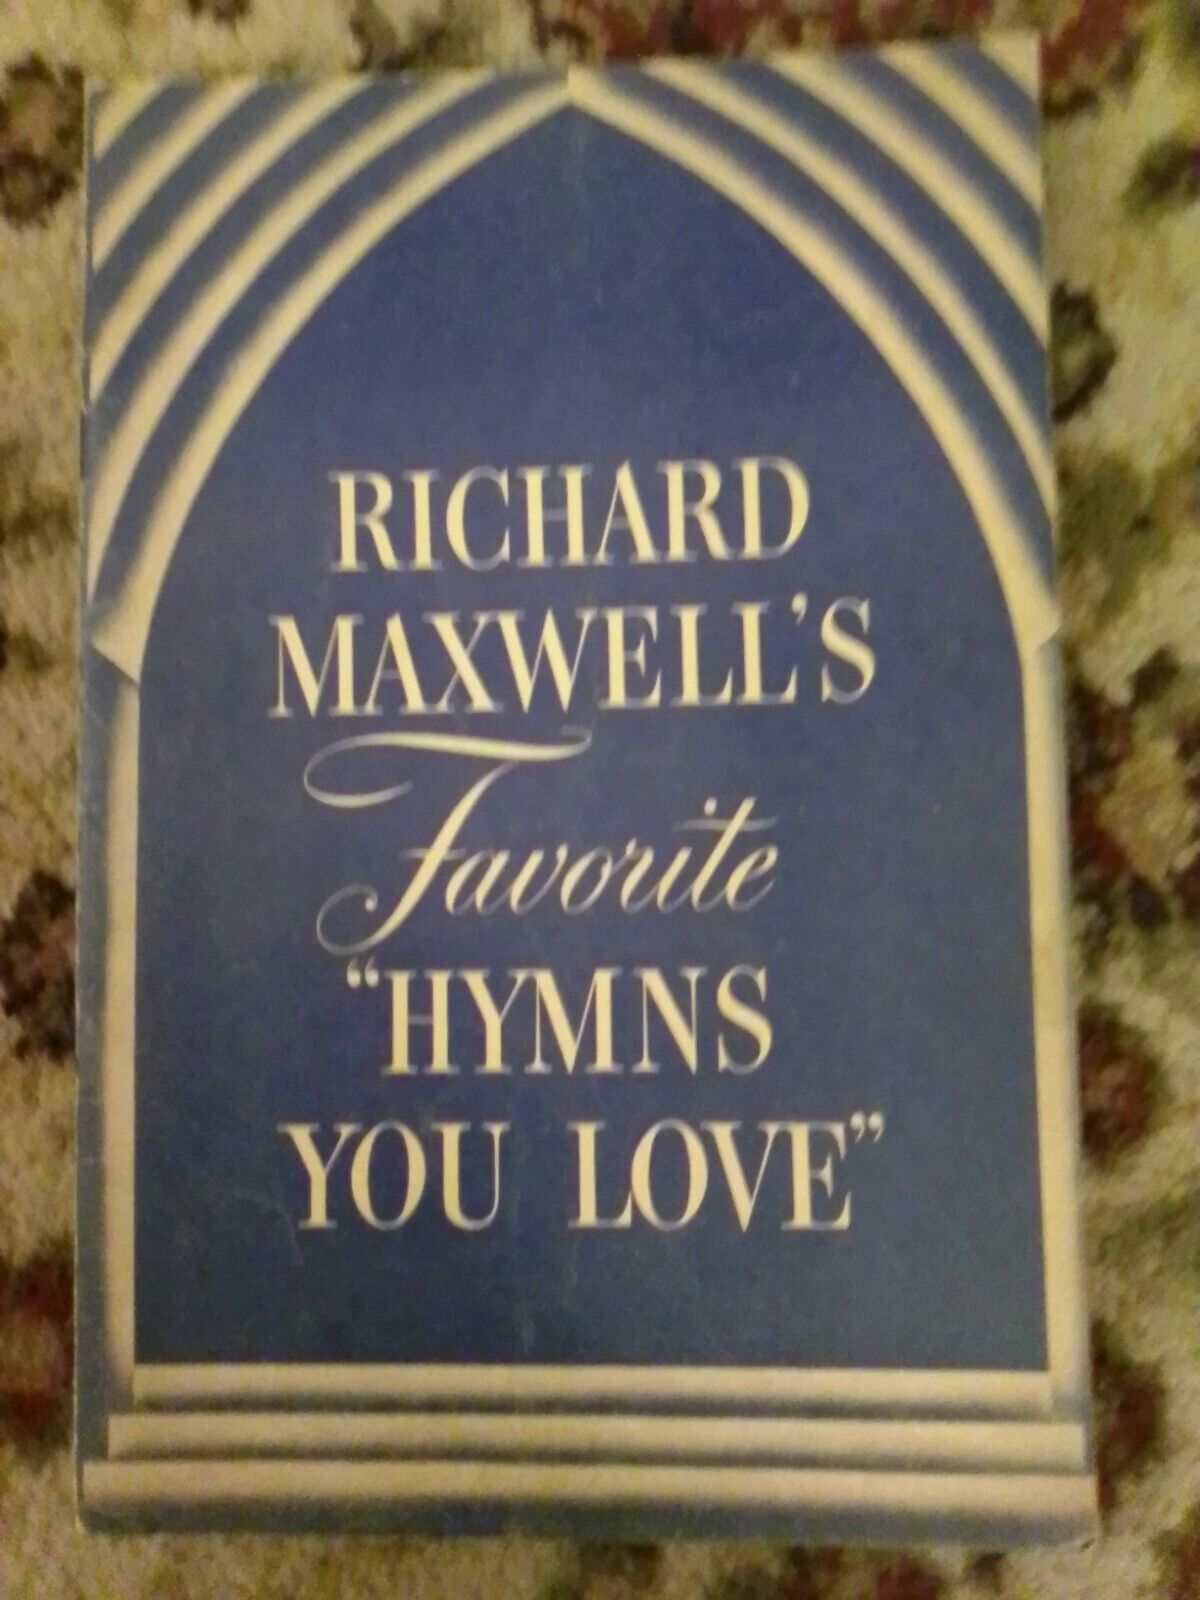 RICHARD
MAXWELL'S
Favorite
“HYMNS
YOU LOVE”